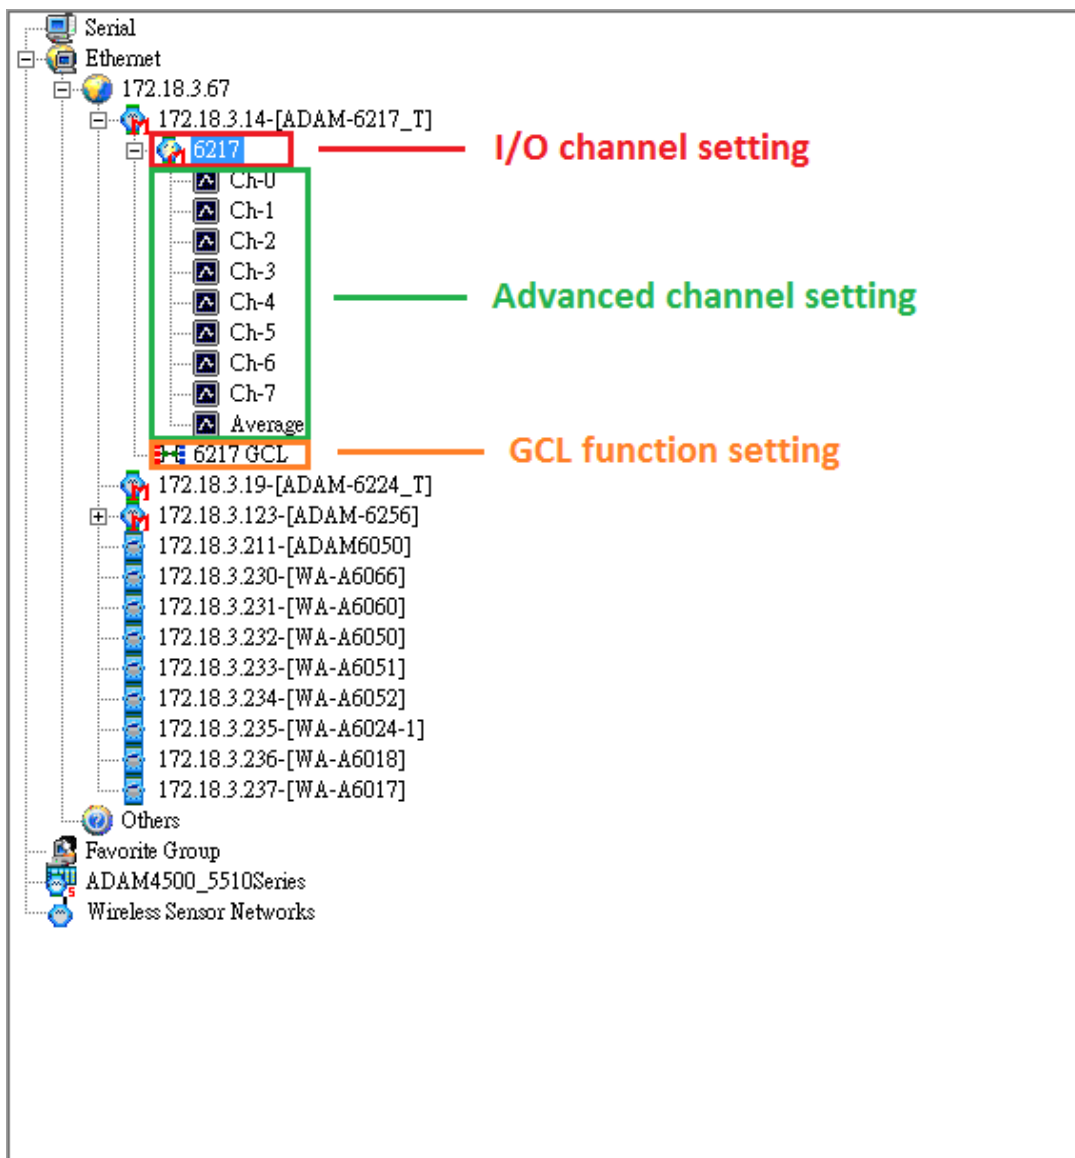 Serial
Ethernet
172.18.3.67
172.18.3.14-[ADAM-6217_T]
6217
I/O channel setting
Ch-0
Ch-1
Ch-2
Ch-3
Ch-4
Advanced channel setting
Ch-5
Ch-6
Ch-7
Average
6217 GCL
GCL function setting
172.18.3.19-[ADAM-6224_T]
172.18.3.123-[ADAM-6256]
172.18.3.211-[ADAM6050]
172.18.3.230-[WA-A6066]
172.18.3.231-[WA-A6060]
172.18.3.232-[WA-A6050]
172.18.3.233-[WA-A6051]
172.18.3.234-[WA-A6052]
172.18.3.235-[WA-A6024-1]
172.18.3.236-[WA-A6018]
172.18.3.237-[WA-A6017]
Others
Favorite Group
ADAM4500_5510Series
Wireless Sensor Networks